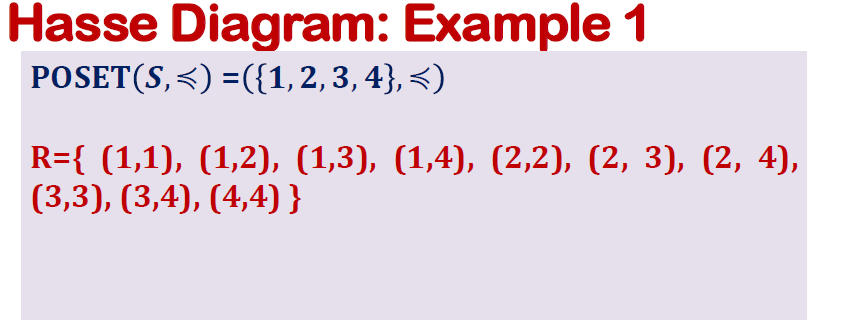 Hasse Diagram: Example 1
POSET(S,≼) =({1, 2, 3, 4},≼)
R={ (1,1), (1,2), (1,3), (1,4), (2,2), (2, 3), (2, 4),
(3,3), (3,4), (4,4) }